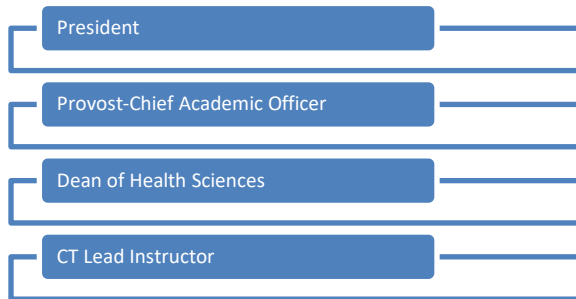 President
Provost-Chief Academic Officer
Dean of Health Sciences
CT Lead Instructor